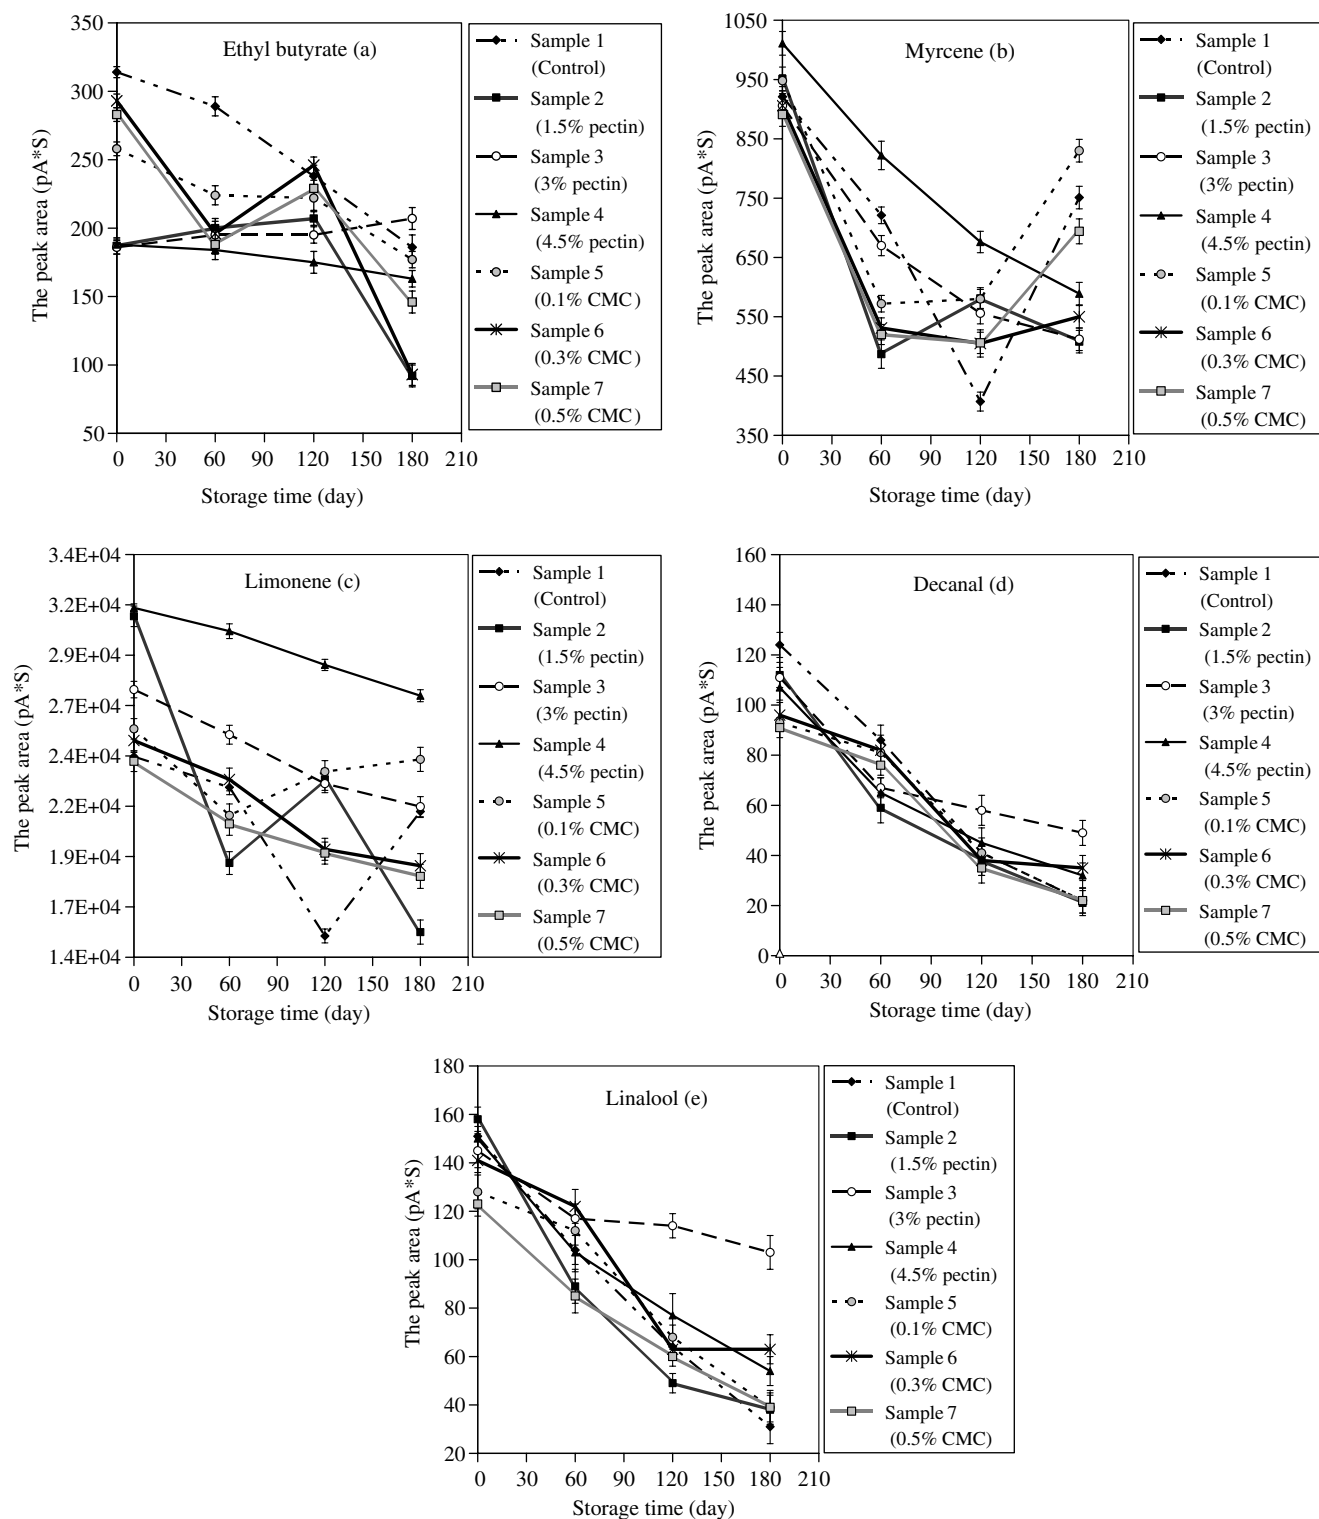 Ethyl butyrate (a)
The peak area (pA*S)
350
300
250
200
150
100
50
0 30 60 90 120 150 180 210
Storage time (day)
Sample 1
(Control)
Sample 2
(1.5% pectin)
Sample 3
(3% pectin)
Sample 4
(4.5% pectin)
Sample 5
(0.1% CMC)
Sample 6
(0.3% CMC)
Sample 7
(0.5% CMC)
Myrcene (b)
The peak area (pA*S)
1050
950
850
750
650
550
450
350
0 30 60 90 120 150 180 210
Storage time (day)
Sample 1
(Control)
Sample 2
(1.5% pectin)
Sample 3
(3% pectin)
Sample 4
(4.5% pectin)
Sample 5
(0.1% CMC)
Sample 6
(0.3% CMC)
Sample 7
(0.5% CMC)
Limonene (c)
The peak area (pA*S)
3.4E+04
3.2E+04
2.9E+04
2.7E+04
2.4E+04
2.2E+04
1.9E+04
1.7E+04
1.4E+04
0 30 60 90 120 150 180 210
Storage time (day)
Sample 1
(Control)
Sample 2
(1.5% pectin)
Sample 3
(3% pectin)
Sample 4
(4.5% pectin)
Sample 5
(0.1% CMC)
Sample 6
(0.3% CMC)
Sample 7
(0.5% CMC)
Decanal (d)
The peak area (pA*S)
160
140
120
100
80
60
40
20
0
0 30 60 90 120 150 180 210
Storage time (day)
Sample 1
(Control)
Sample 2
(1.5% pectin)
Sample 3
(3% pectin)
Sample 4
(4.5% pectin)
Sample 5
(0.1% CMC)
Sample 6
(0.3% CMC)
Sample 7
(0.5% CMC)
Linalool (e)
The peak area (pA*S)
180
160
140
120
100
80
60
40
20
0 30 60 90 120 150 180 210
Storage time (day)
Sample 1
(Control)
Sample 2
(1.5% pectin)
Sample 3
(3% pectin)
Sample 4
(4.5% pectin)
Sample 5
(0.1% CMC)
Sample 6
(0.3% CMC)
Sample 7
(0.5% CMC)